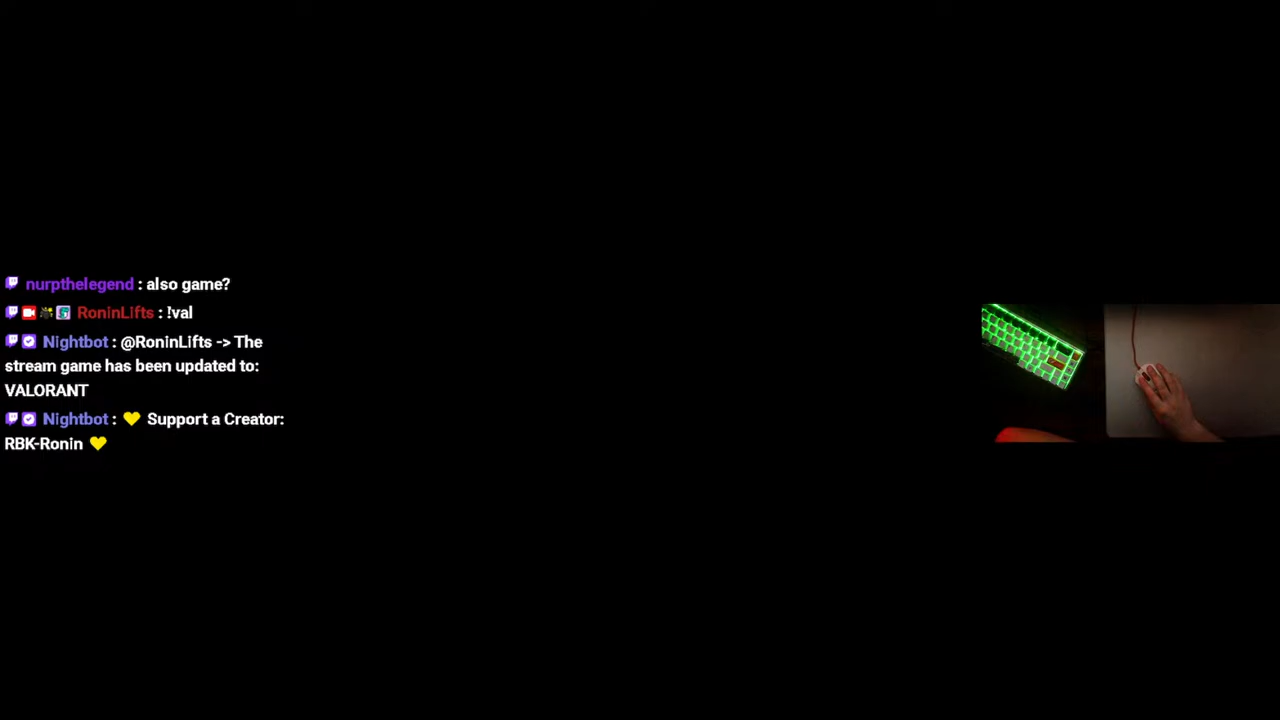 nurpthelegend : also game?
RoninLifts : !val
Nightbot : @RoninLifts -> The
stream game has been updated to:
VALORANT
Nightbot : 💛 Support a Creator:
RBK-Ronin 💛